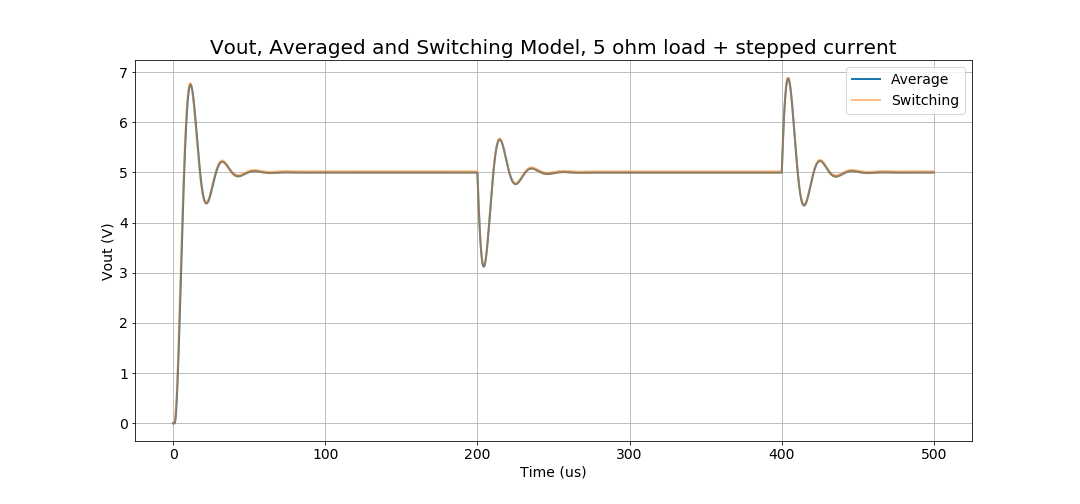 Vout, Averaged and Switching Model, 5 ohm load + stepped current
7
6
5
4
3
2
1
0
Vout (V)
Average
Switching
0 100 200 300 400 500
Time (us)